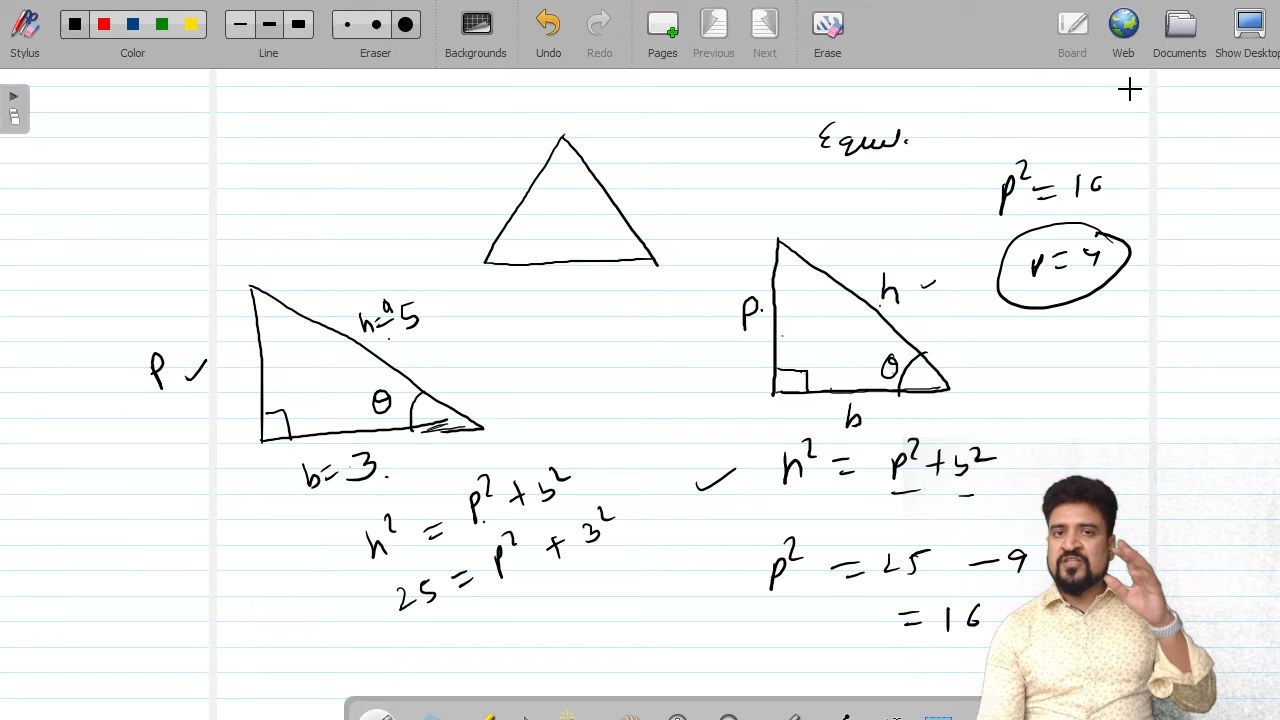 Stylus
Color
Line
Eraser
Backgrounds
Undo
Redo
Pages
Previous
Next
Erase
Board
Web
Documents
Show Desktop
Equil.
p² = 16
p = 4
h = 5
P
θ
b = 3.
h² = p² + b²
25 = p² + 3²
h
p.
θ
b
h² = p² + b²
p² = 25 - 9
= 16